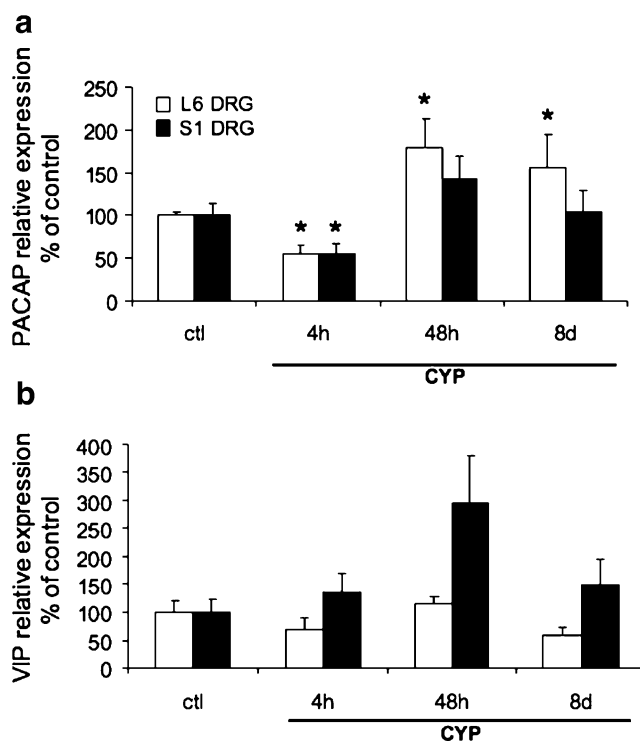 a
PACAP relative expression
% of control
250
200
150
100
50
0
L6 DRG
S1 DRG
*
*
*
*
ctl
4h
48h
8d
CYP
b
VIP relative expression
% of control
400
350
300
250
200
150
100
50
0
ctl
4h
48h
8d
CYP